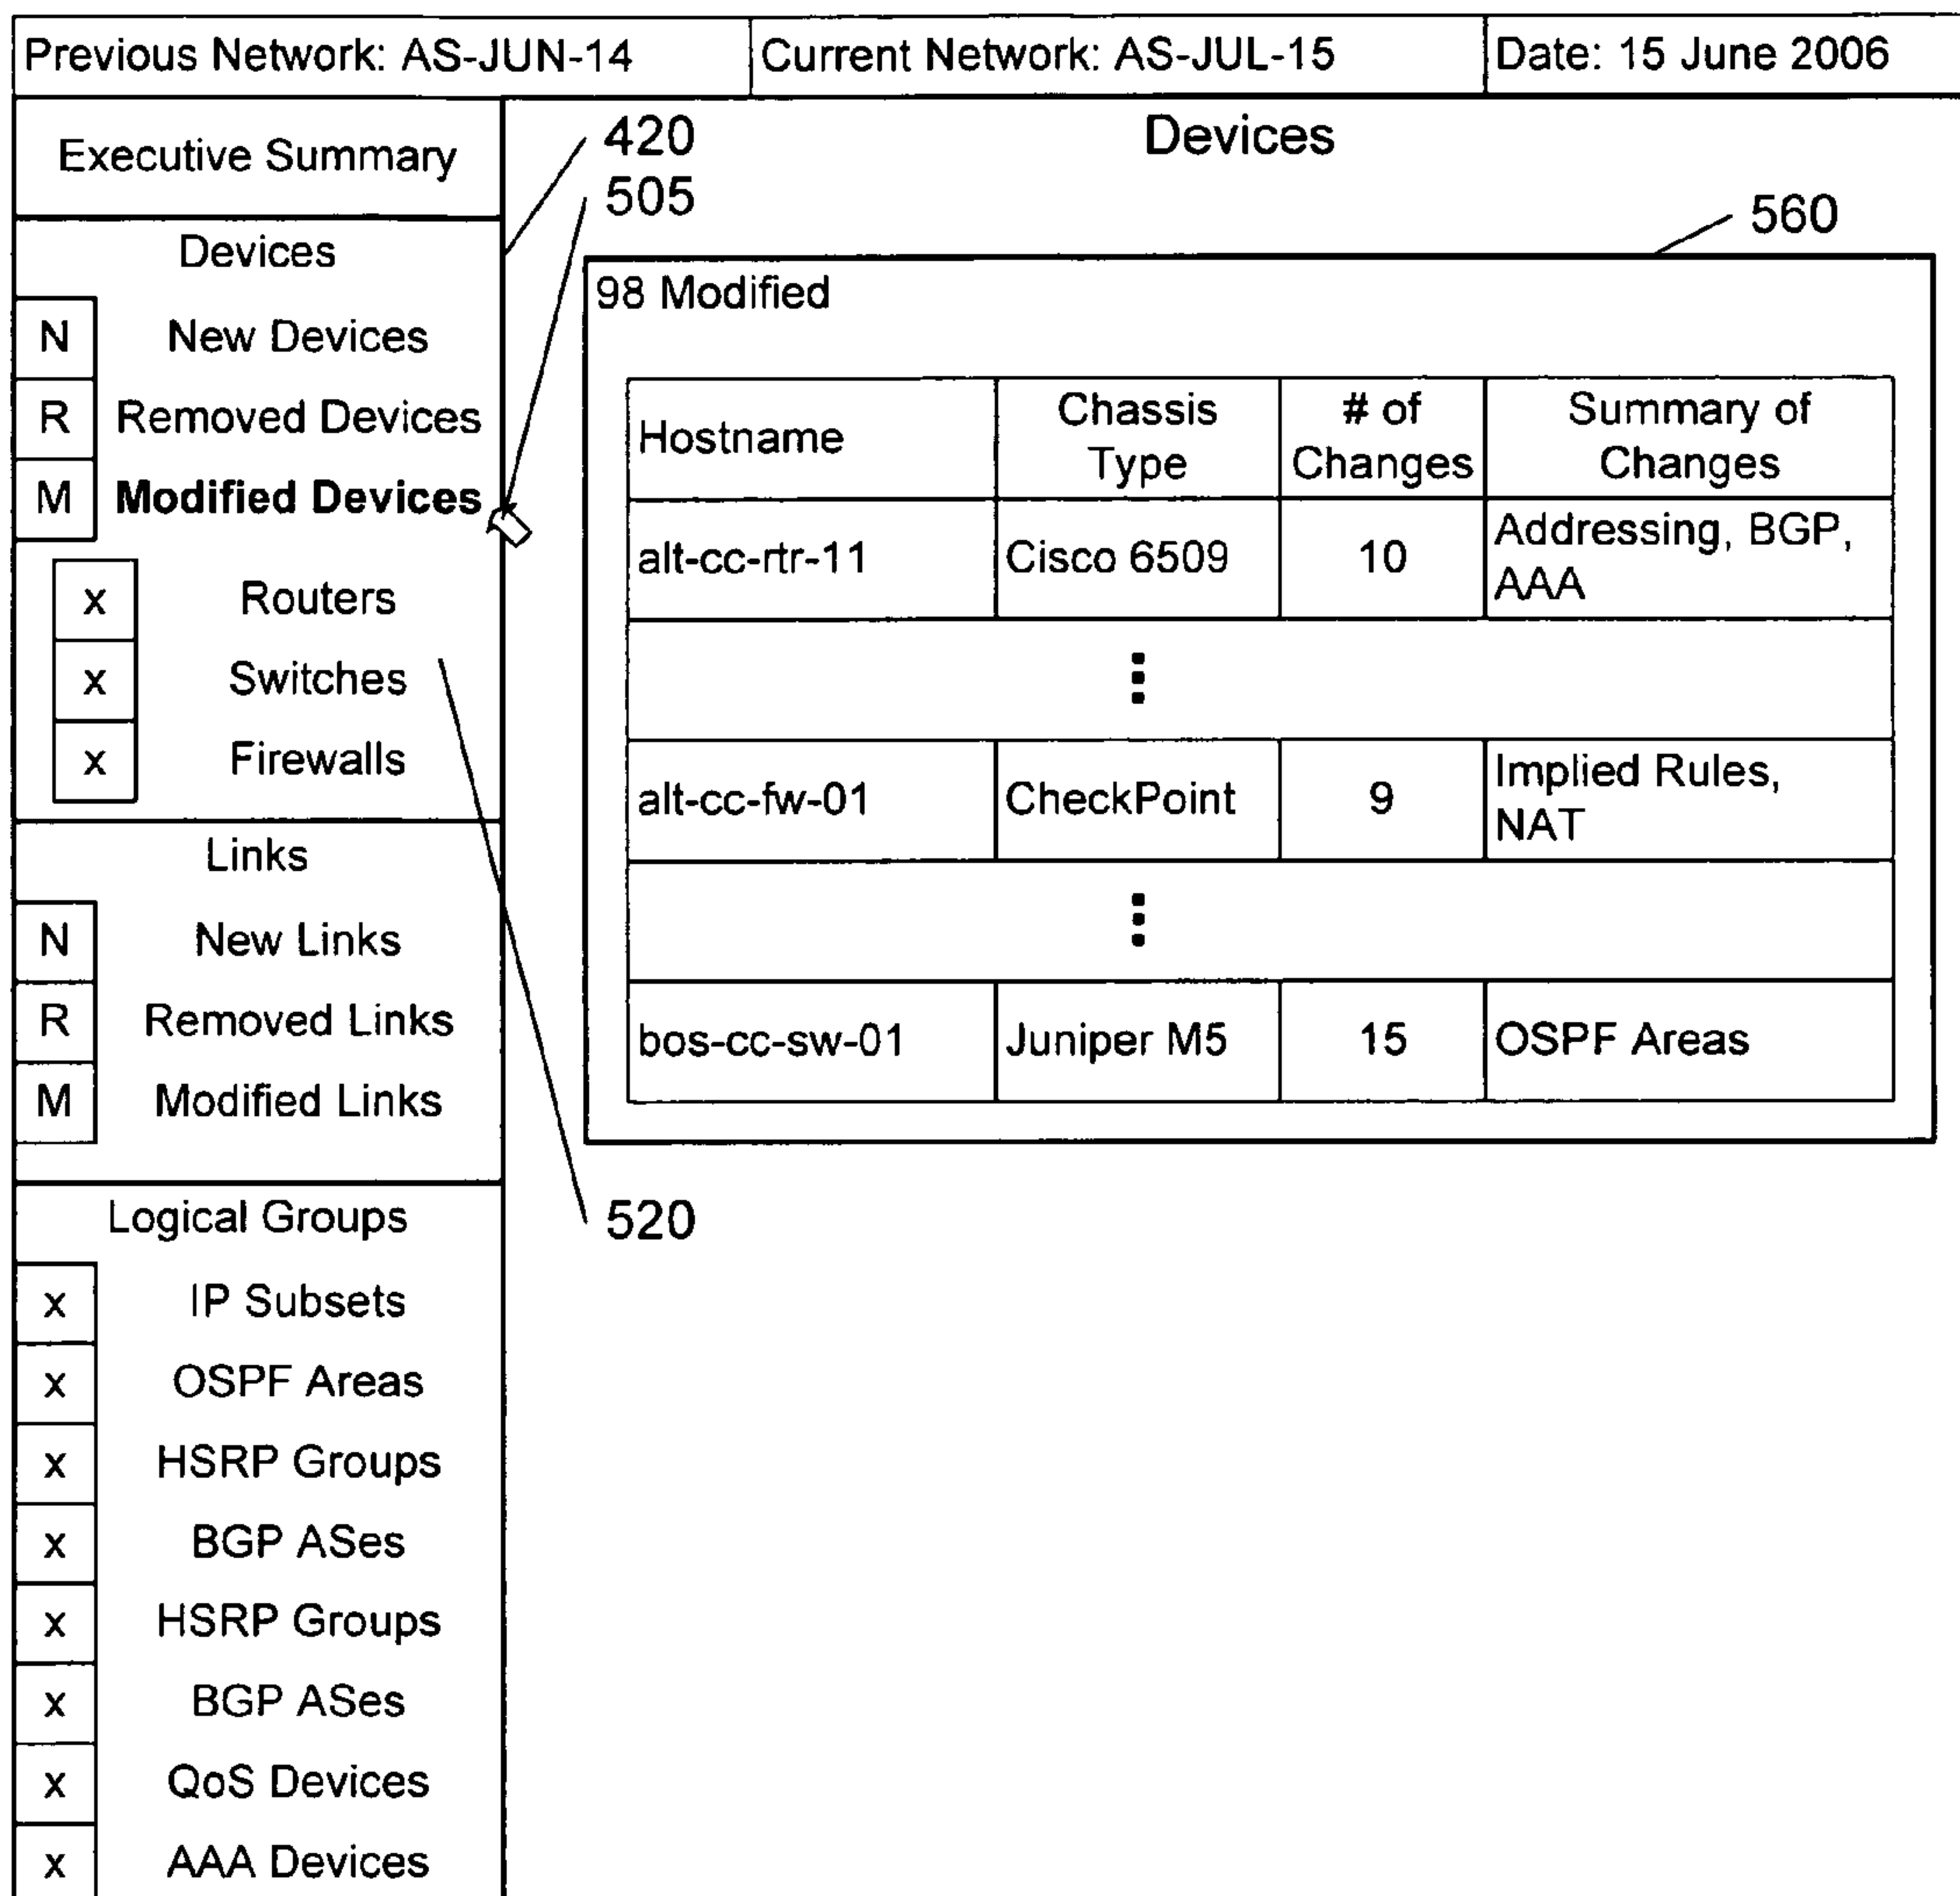 Previous Network: AS-JUN-14
Current Network: AS-JUL-15
Date: 15 June 2006
Executive Summary
Devices
N New Devices
R Removed Devices
M Modified Devices
x Routers
x Switches
x Firewalls
Links
N New Links
R Removed Links
M Modified Links
Logical Groups
x IP Subsets
x OSPF Areas
x HSRP Groups
x BGP ASes
x HSRP Groups
x BGP ASes
x QoS Devices
x AAA Devices
420
505
Devices
560
98 Modified
Hostname
Chassis
Type
# of
Changes
Summary of
Changes
alt-cc-rtr-11
Cisco 6509
10
Addressing, BGP,
AAA
alt-cc-fw-01
CheckPoint
9
Implied Rules,
NAT
bos-cc-sw-01
Juniper M5
15
OSPF Areas
520